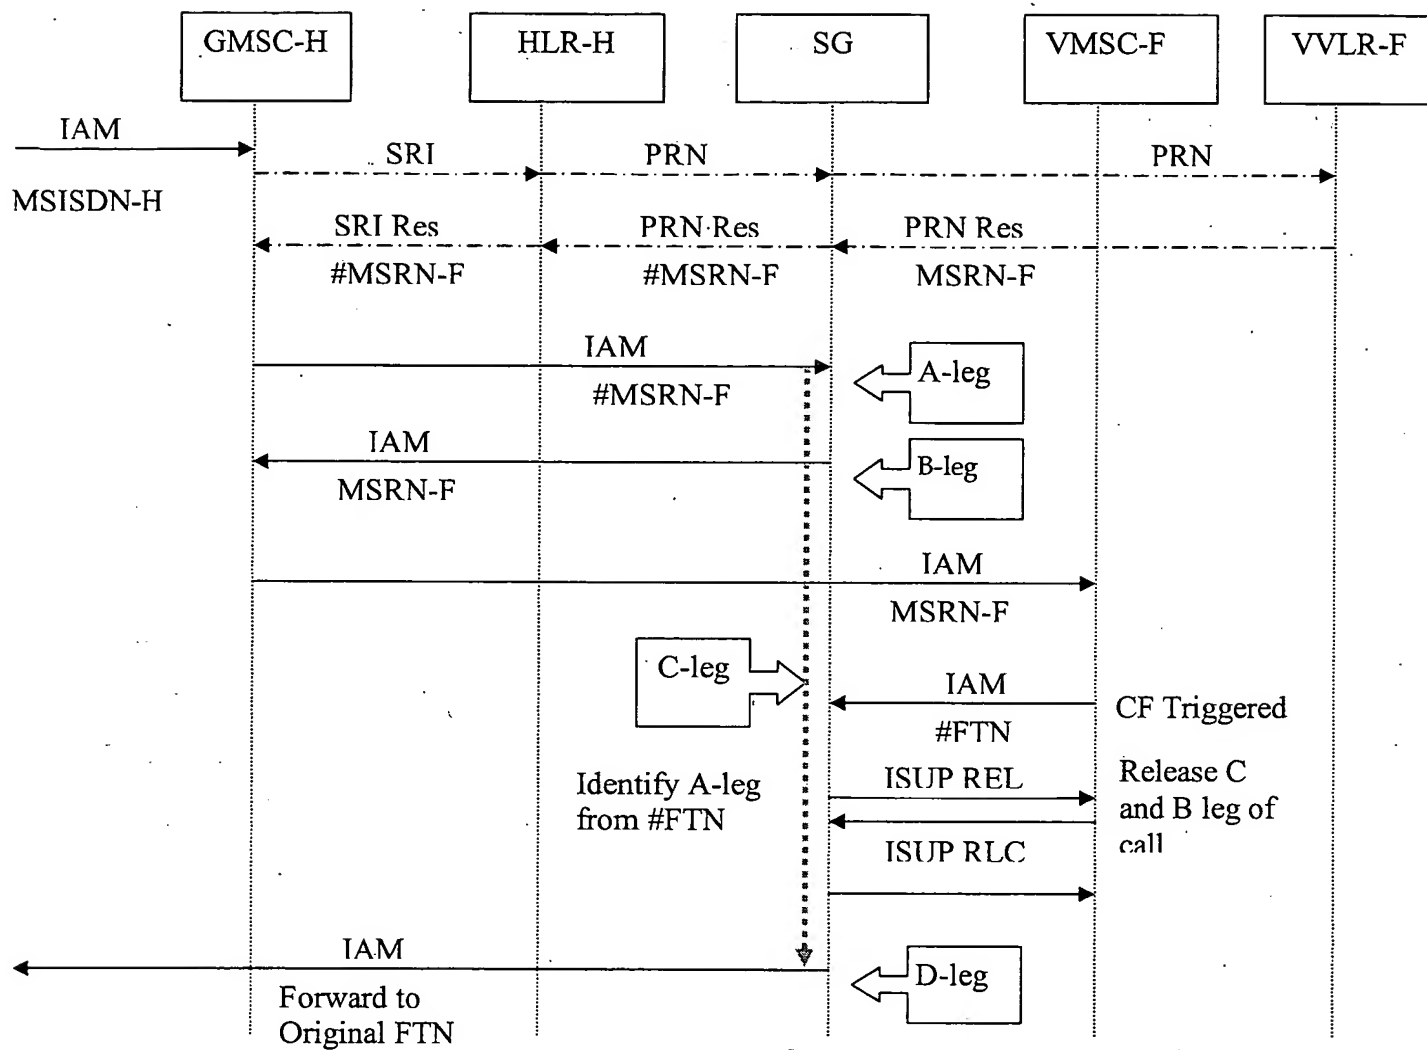 GMSC-H
HLR-H
SG
VMSC-F
VVLR-F
IAM
SRI
PRN
PRN
MSISDN-H
SRI Res
PRN Res
PRN Res
#MSRN-F
#MSRN-F
MSRN-F
IAM
A-leg
#MSRN-F
IAM
B-leg
MSRN-F
IAM
MSRN-F
C-leg
IAM
CF Triggered
#FTN
Identify A-leg
from #FTN
ISUP REL
Release C
and B leg of
call
ISUP RLC
IAM
D-leg
Forward to
Original FTN